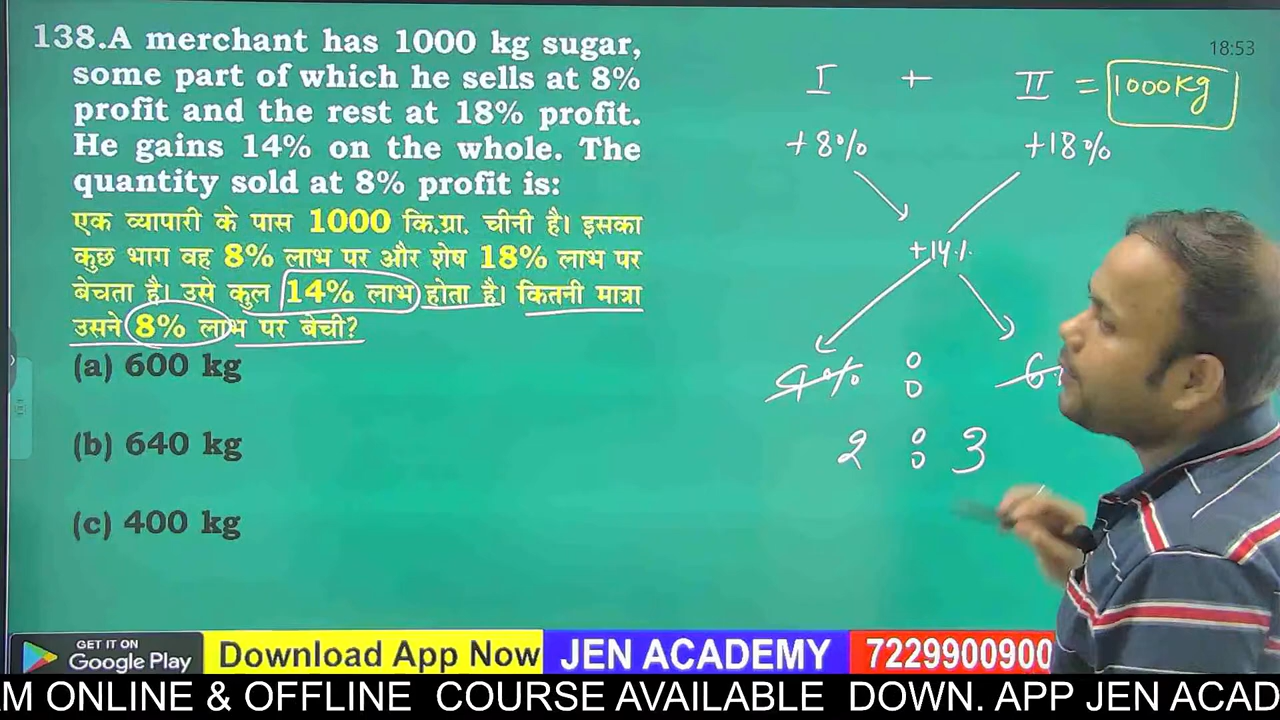 18:53
138.A merchant has 1000 kg sugar,
some part of which he sells at 8%
profit and the rest at 18% profit.
He gains 14% on the whole. The
quantity sold at 8% profit is:
एक व्यापारी के पास 1000 कि.ग्रा. चीनी है। इसका
कुछ भाग वह 8% लाभ पर और शेष 18% लाभ पर
बेचता है। उसे कुल 14% लाभ होता है। कितनी मात्रा
उसने 8% लाभ पर बेची?
(a) 600 kg
(b) 640 kg
(c) 400 kg
I + II = 1000Kg
+8% +18%
+14%
4% :
2 : 3
GET IT ON
Google Play
Download App Now
JEN ACADEMY
7229900900
AM ONLINE & OFFLINE COURSE AVAILABLE DOWN. APP JEN ACAD